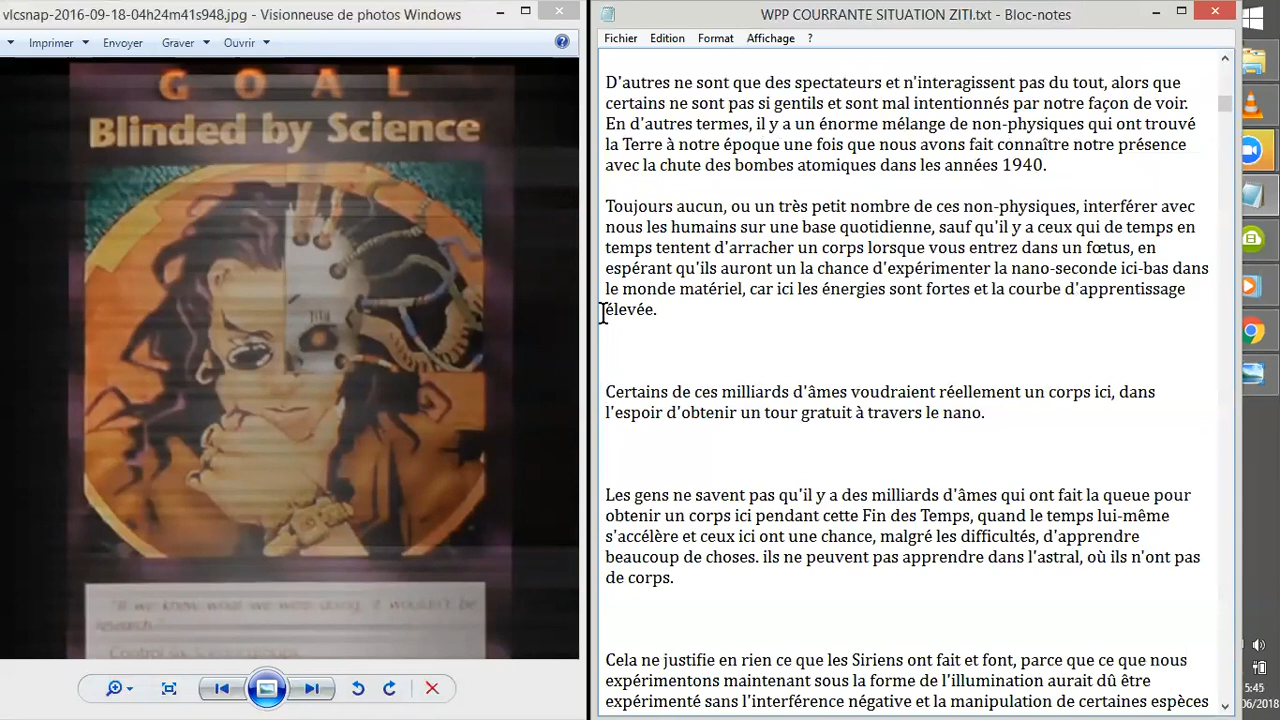 vlcsnap-2016-09-18-04h24m41s948.jpg - Visionneuse de photos Windows
Imprimer
Envoyer
Graver
Ouvrir
GOAL
Blinded by Science
"If we knew what we were doing, it wouldn't be
research."
WPP COURRANTE SITUATION ZITI.txt - Bloc-notes
Fichier Edition Format Affichage ?
D'autres ne sont que des spectateurs et n'interagissent pas du tout, alors que
certains ne sont pas si gentils et sont mal intentionnés par notre façon de voir.
En d'autres termes, il y a un énorme mélange de non-physiques qui ont trouvé
la Terre à notre époque une fois que nous avons fait connaître notre présence
avec la chute des bombes atomiques dans les années 1940.
Toujours aucun, ou un très petit nombre de ces non-physiques, interférer avec
nous les humains sur une base quotidienne, sauf qu'il y a ceux qui de temps en
temps tentent d'arracher un corps lorsque vous entrez dans un fœtus, en
espérant qu'ils auront un la chance d'expérimenter la nano-seconde ici-bas dans
le monde matériel, car ici les énergies sont fortes et la courbe d'apprentissage
élevée.
Certains de ces milliards d'âmes voudraient réellement un corps ici, dans
l'espoir d'obtenir un tour gratuit à travers le nano.
Les gens ne savent pas qu'il y a des milliards d'âmes qui ont fait la queue pour
obtenir un corps ici pendant cette Fin des Temps, quand le temps lui-même
s'accélère et ceux ici ont une chance, malgré les difficultés, d'apprendre
beaucoup de choses. ils ne peuvent pas apprendre dans l'astral, où ils n'ont pas
de corps.
Cela ne justifie en rien ce que les Siriens ont fait et font, parce que ce que nous
expérimentons maintenant sous la forme de l'illumination aurait dû être
expérimenté sans l'interférence négative et la manipulation de certaines espèces
5:45
06/2018